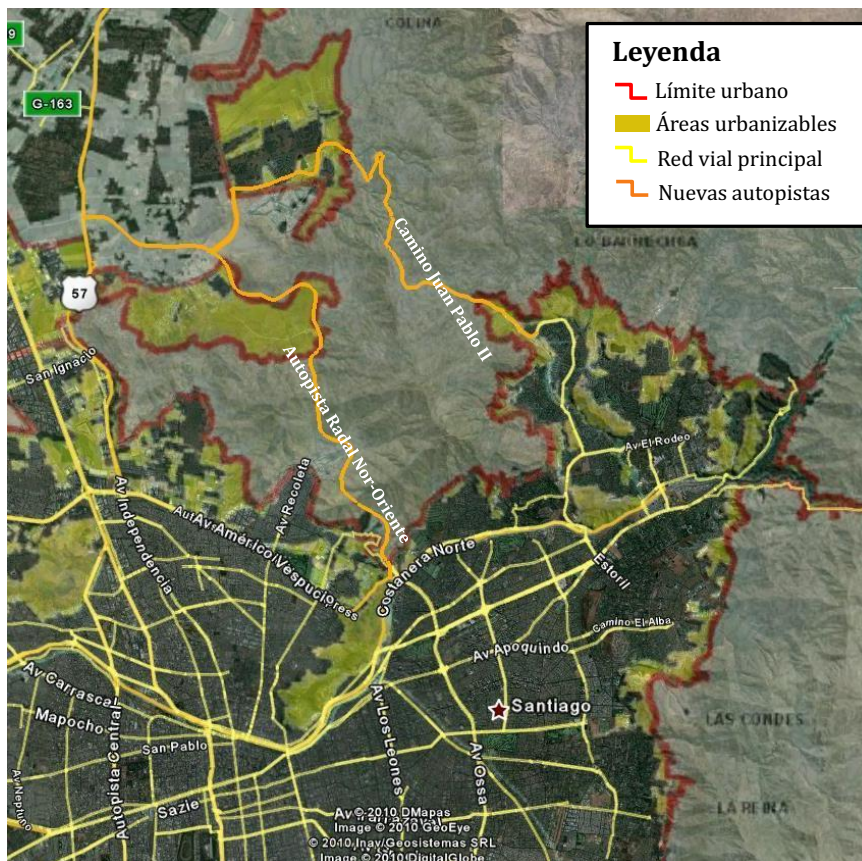 COLINA
9
G-163
Leyenda
Límite urbano
Áreas urbanizables
Red vial principal
Nuevas autopistas
LO BARNECHEA
Camino Juan Pablo II
57
Autopista Radal Nor-Oriente
San Ignacio
Av El Rodeo
Av Recoleta
Av Independencia
Av Américo Vespucio
Costanera Norte
Estoril
Camino El Alba
Av Apoquindo
Av Carrascal
Mapocho
San Pablo
Autopista Central
Av Los Leones
Santiago
LAS CONDES
Av Ossa
Av Neptuno
Sazie
LA REINA
© 2010 DMapas
Image © 2010 GeoEye
© 2010 Inav/Geosistemas SRL
Image © 2010 DigitalGlobe